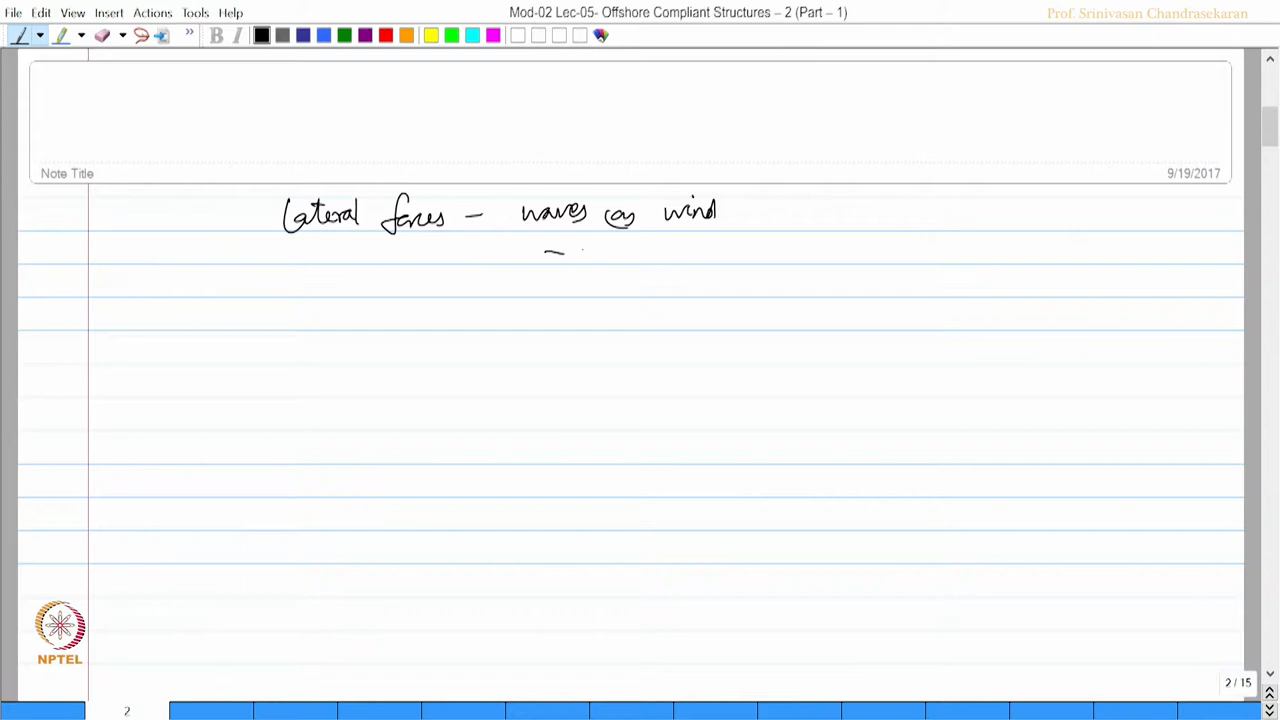 File Edit View Insert Actions Tools Help
Mod-02 Lec-05- Offshore Compliant Structures – 2 (Part – 1)
Prof. Srinivasan Chandrasekaran
B I
Note Title
9/19/2017
Lateral forces - waves wind
NPTEL
2 / 15
2